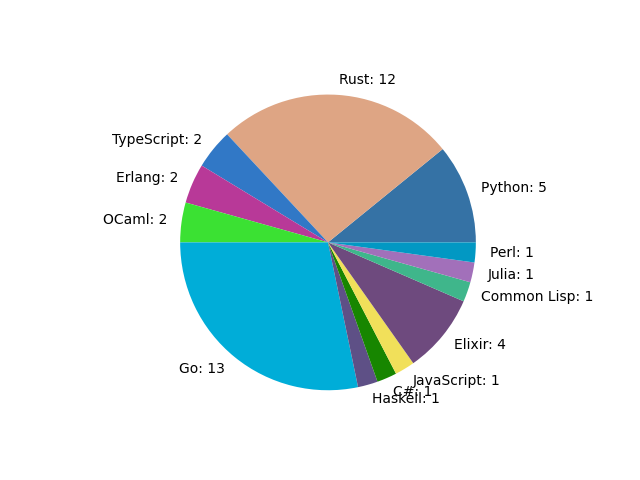 Rust: 12
TypeScript: 2
Python: 5
Erlang: 2
OCaml: 2
Perl: 1
Julia: 1
Common Lisp: 1
Elixir: 4
Go: 13
JavaScript: 1
C#: 1
Haskell: 1